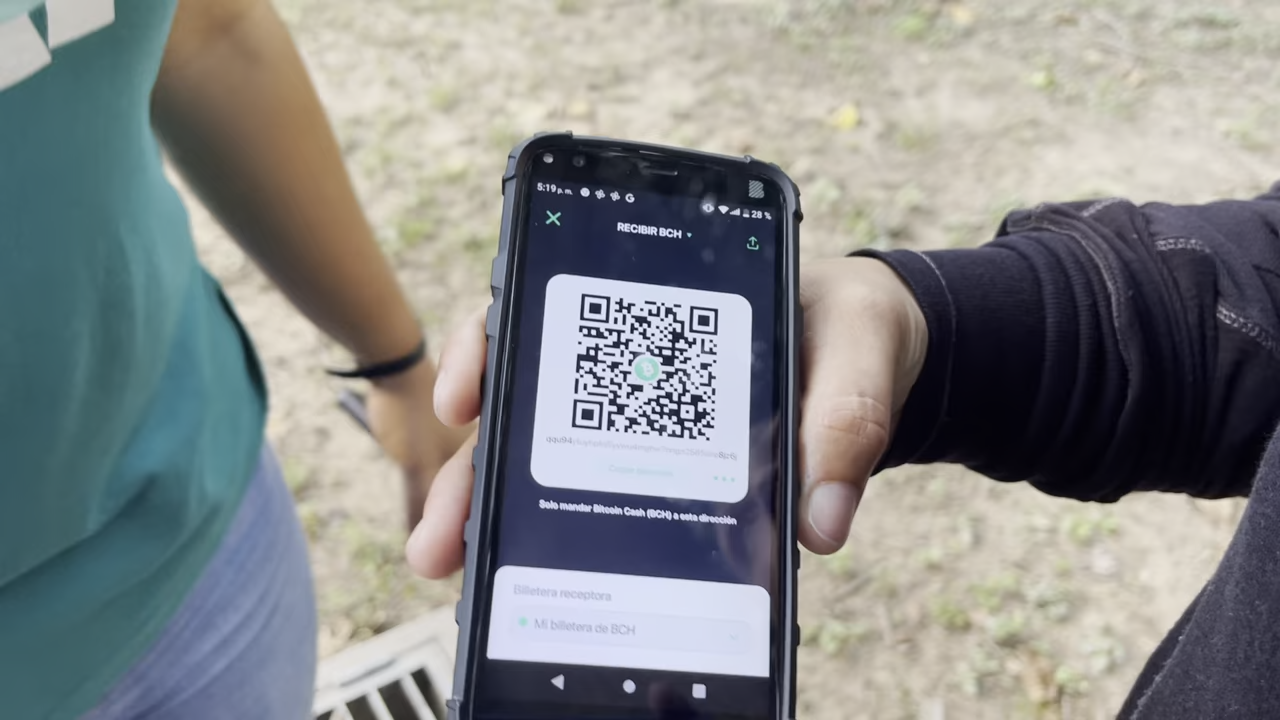 5:19 p. m. G 28 %
RECIBIR BCH
Solo mandar Bitcoin Cash (BCH) a esta dirección
Billetera receptora
Mi billetera de BCH